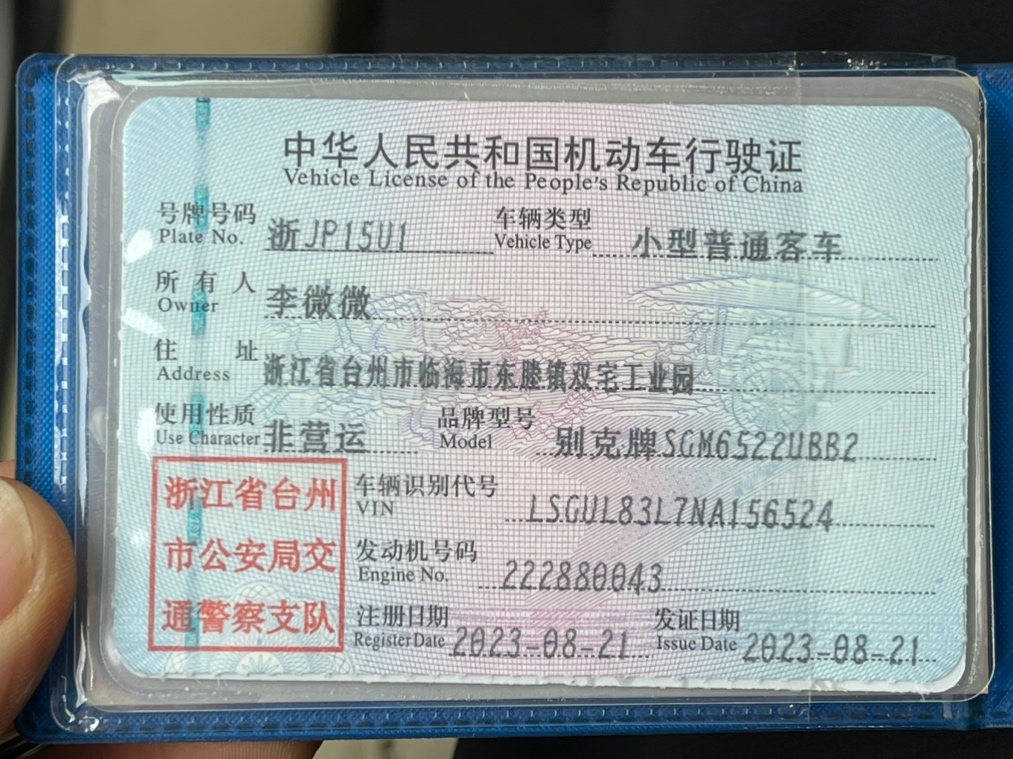 中华人民共和国机动车行驶证
Vehicle License of the People's Republic of China
号牌号码 浙JP15U1 车辆类型 小型普通客车
Plate No. Vehicle Type
所有人 李微微
Owner
住址 浙江省台州市临海市东塍镇双宅工业园
Address
使用性质 非营运 品牌型号 别克牌SGM6522UBB2
Use Character Model
浙江省台州
市公安局交
通警察支队
车辆识别代号 LSGUL83L7NA156524
VIN
发动机号码 222880043
Engine No.
注册日期 2023-08-21 发证日期 2023-08-21
Register Date Issue Date